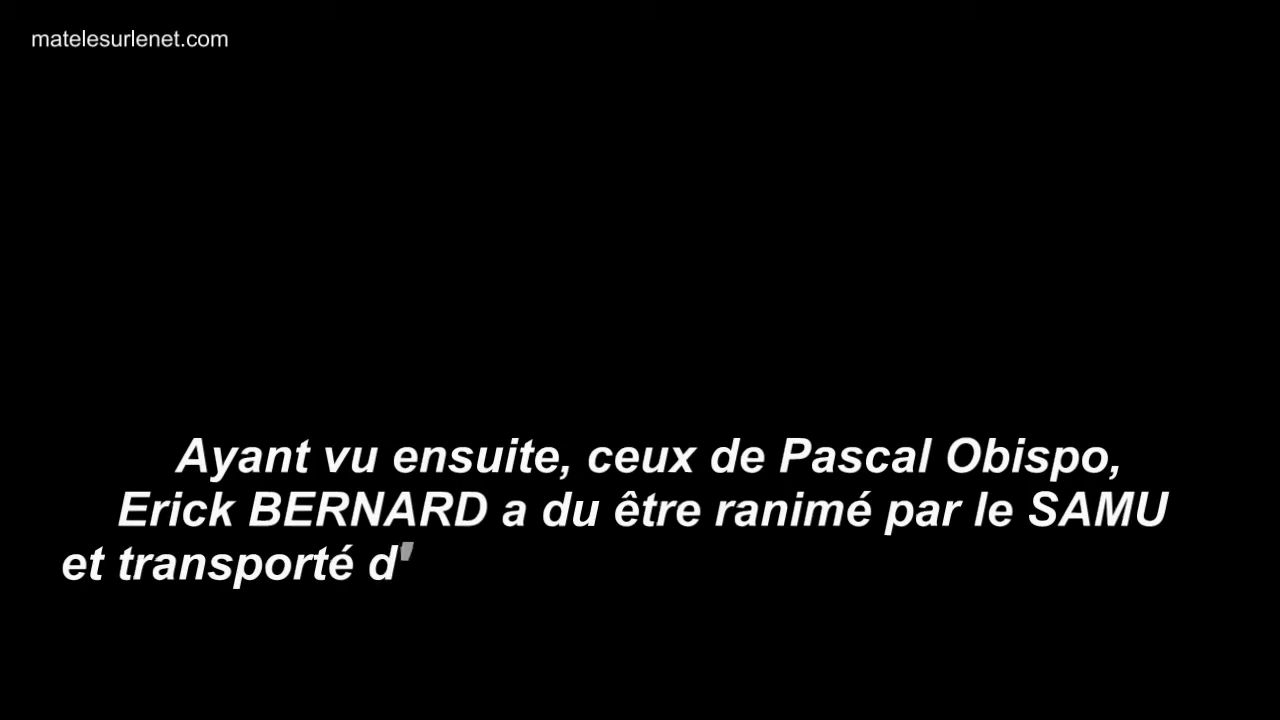 matelesurlenet.com
Ayant vu ensuite, ceux de Pascal Obispo,
Erick BERNARD a du être ranimé par le SAMU
et transporté d'